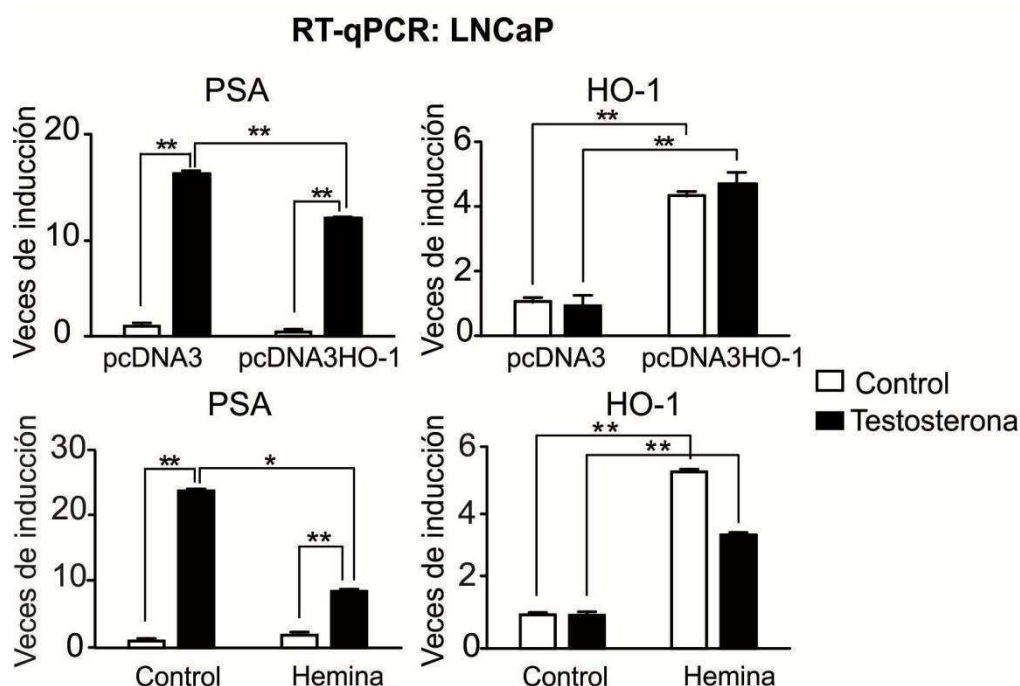 RT-qPCR: LNCaP
PSA
Veces de inducción
20
10
0
**
**
**
pcDNA3 pcDNA3HO-1
HO-1
Veces de inducción
6
4
2
0
**
**
pcDNA3 pcDNA3HO-1
Control
Testosterona
PSA
Veces de inducción
30
20
10
0
**
*
**
Control Hemina
HO-1
Veces de inducción
6
4
2
0
**
**
Control Hemina